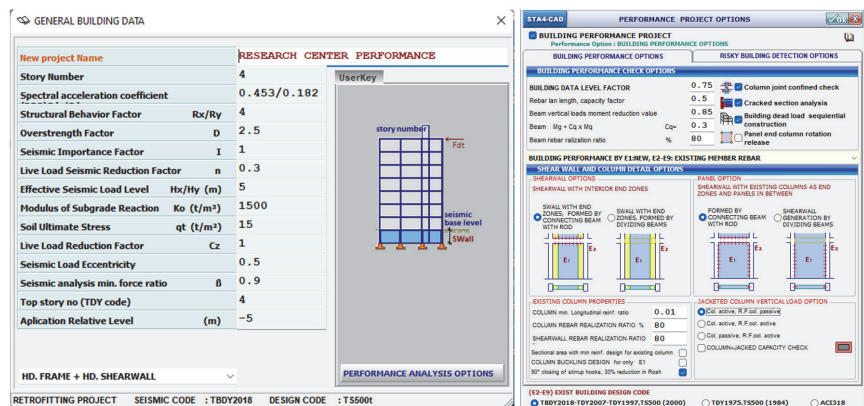 GENERAL BUILDING DATA
New project Name RESEARCH CENTER PERFORMANCE
Story Number 4
Spectral acceleration coefficient 0.453/0.182
Structural Behavior Factor Rx/Ry 4
Overstrength Factor D 2.5
Seismic Importance Factor I 1
Live Load Seismic Reduction Factor n 0.3
Effective Seismic Load Level Hx/Hy (m) 5
Modulus of Subgrade Reaction Ko (t/m³) 1500
Soil Ultimate Stress qt (t/m²) 15
Live Load Reduction Factor Cz 1
Seismic Load Eccentricity 0.5
Seismic analysis min. force ratio ß 0.9
Top story no (TDY code) 4
Aplication Relative Level (m) -5
HD. FRAME + HD. SHEARWALL
UserKey
story number
Fdt
seismic
base level
SWall
PERFORMANCE ANALYSIS OPTIONS
RETROFITTING PROJECT SEISMIC CODE : TBDY2018 DESIGN CODE : TS500t
STA4-CAD PERFORMANCE PROJECT OPTIONS Ok X
BUILDING PERFORMANCE PROJECT
Performance Option : BUILDING PERFORMANCE OPTIONS
BUILDING PERFORMANCE OPTIONS RISKY BUILDING DETECTION OPTIONS
BUILDING PERFORMANCE CHECK OPTIONS
BUILDING DATA LEVEL FACTOR 0.75 Column joint confined check
Rebar lan length, capacity factor 0.5 Cracked section analysis
Beam vertical loads moment reduction value 0.85 Building dead load sequential construction
Beam Mg + Cq x Mq Cq= 0.3
Beam rebar ralization ratio % 80 Panel end column rotation release
BUILDING PERFORMANCE BY E1:NEW, E2-E9: EXISTING MEMBER REBAR
SHEAR WALL AND COLUMN DETAIL OPTIONS
SHEARWALL OPTIONS
SHEARWALL WITH INTERIOR END ZONES
SWALL WITH END ZONES, FORMED BY CONNECTING BEAM WITH ROD
SWALL WITH END ZONES, FORMED BY DIVIDING BEAMS
E₁ E₂ E₁ E₂
PANEL OPTION
SHEARWALL WITH EXISTING COLUMNS AS END ZONES AND PANELS IN BETWEEN
FORMED BY CONNECTING BEAM WITH ROD
SHEARWALL GENERATION BY DIVIDING BEAMS
E₁ E₂ E₁ E₂
EXISTING COLUMN PROPERTIES
COLUMN min. Longitudinal reinf. ratio 0.01
COLUMN REBAR REALIZATION RATIO % 80
SHEARWALL REBAR REALIZATION RATIO 80
Sectional area with min reinf. design for existing column
COLUMN BUCKLING DESIGN for only E1
90° closing of stirrup hooks, 30% reduction in Rosh
JACKETED COLUMN VERTICAL LOAD OPTION
Col. active, R.F.col. passive
Col. active, R.F.col. active
Col. passive, R.F.col. active
COLUMN+JACKED CAPACITY CHECK
(E2-E9) EXIST BUILDING DESIGN CODE
TBDY2018-TDY2007-TDY1997,TS500 (2000) TDY1975,TS500 (1984) ACI318